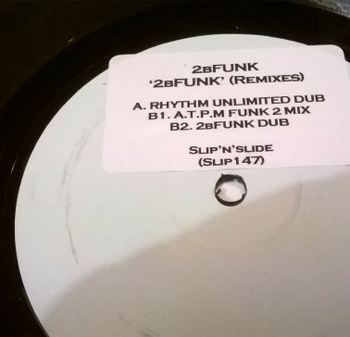 2BFUNK
'2BFUNK' (REMIXES)
A. RHYTHM UNLIMITED DUB
B1. A.T.P.M FUNK 2 MIX
B2. 2BFUNK DUB
SLIP'N'SLIDE
(SLIP147)